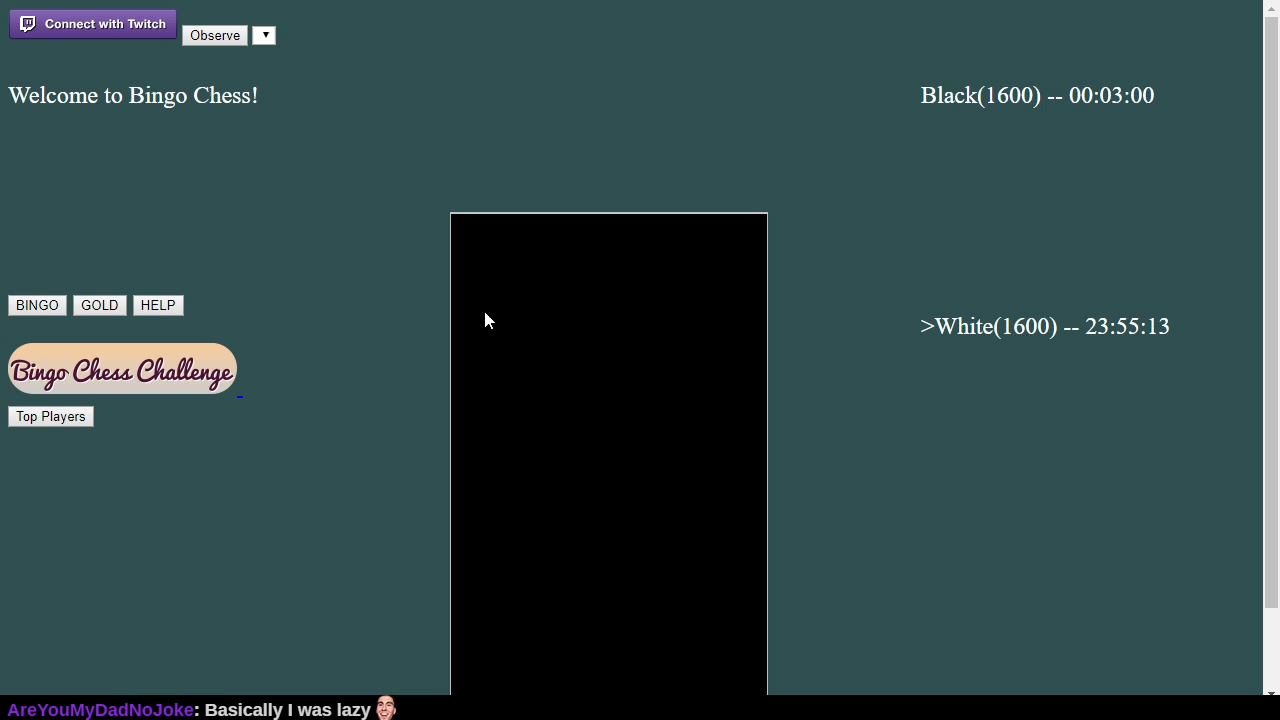 Connect with Twitch
Observe
Welcome to Bingo Chess!
Black(1600) -- 00:03:00
BINGO GOLD HELP
>White(1600) -- 23:55:13
Bingo Chess Challenge
Top Players
AreYouMyDadNoJoke: Basically I was lazy